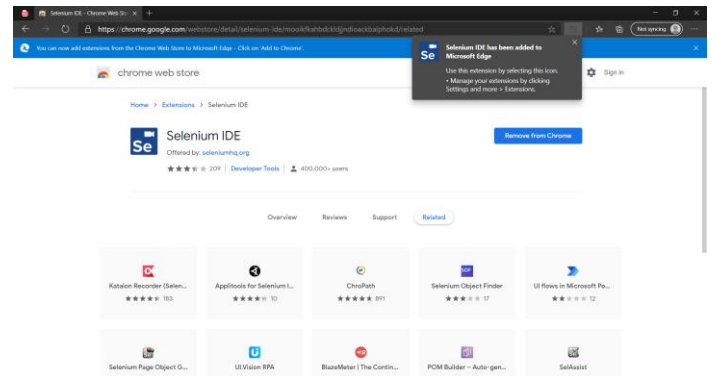 Selenium IDE - Chrome Web Sto
https://chrome.google.com/webstore/detail/selenium-ide/mooikfkahbdckldjjndioackbalphokd/related
Not syncing
You can now add extensions from the Chrome Web Store to Microsoft Edge - Click on 'Add to Chrome'.
Se
Selenium IDE has been added to
Microsoft Edge
Use this extension by selecting this icon.
• Manage your extensions by clicking
Settings and more > Extensions.
chrome web store
Sign in
Home > Extensions > Selenium IDE
Se
Selenium IDE
Remove from Chrome
Offered by: seleniumhq.org
209 | Developer Tools | 400,000+ users
Overview Reviews Support Related
Katalon Recorder (Selen...
183
Applitools for Selenium I...
10
ChroPath
891
SOF
Selenium Object Finder
17
UI flows in Microsoft Po...
12
Selenium Page Object G...
UI.Vision RPA
BlazeMeter | The Contin...
POM Builder – Auto-gen...
SelAssist